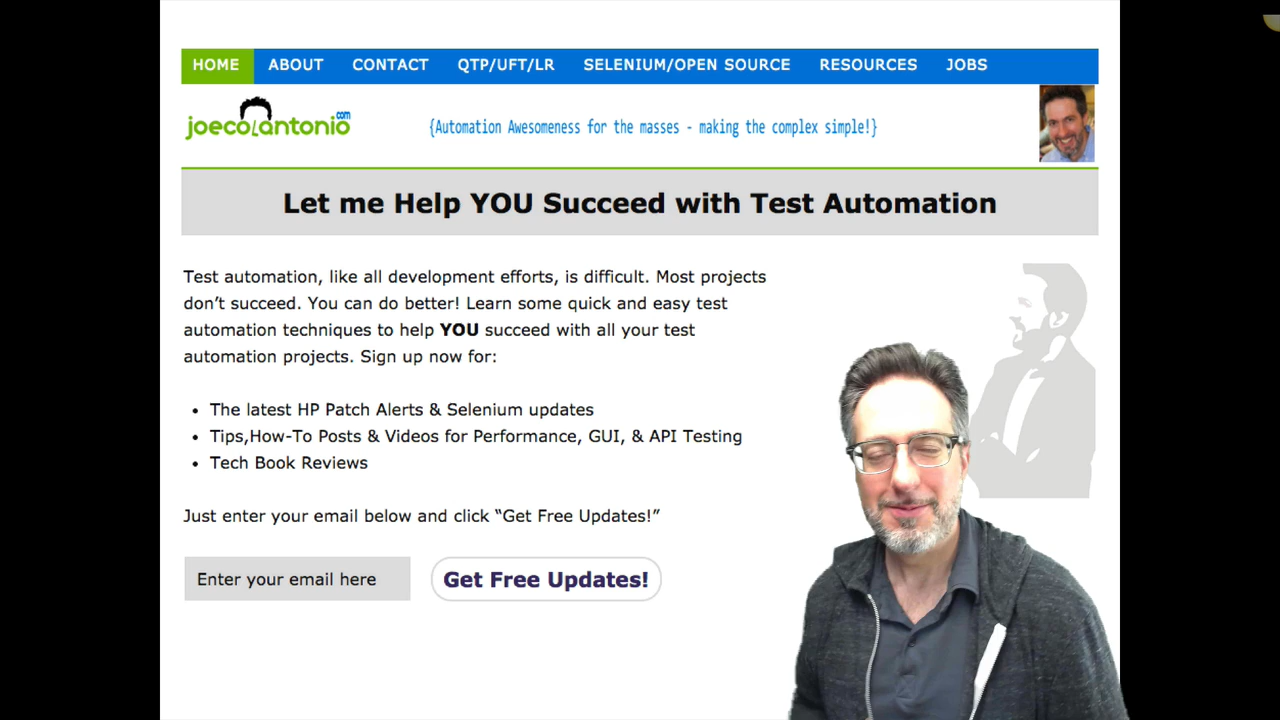 HOME ABOUT CONTACT QTP/UFT/LR SELENIUM/OPEN SOURCE RESOURCES JOBS
joecolantonio.com
{Automation Awesomeness for the masses - making the complex simple!}
Let me Help YOU Succeed with Test Automation
Test automation, like all development efforts, is difficult. Most projects
don’t succeed. You can do better! Learn some quick and easy test
automation techniques to help YOU succeed with all your test
automation projects. Sign up now for:
• The latest HP Patch Alerts & Selenium updates
• Tips,How-To Posts & Videos for Performance, GUI, & API Testing
• Tech Book Reviews
Just enter your email below and click “Get Free Updates!”
Enter your email here
Get Free Updates!